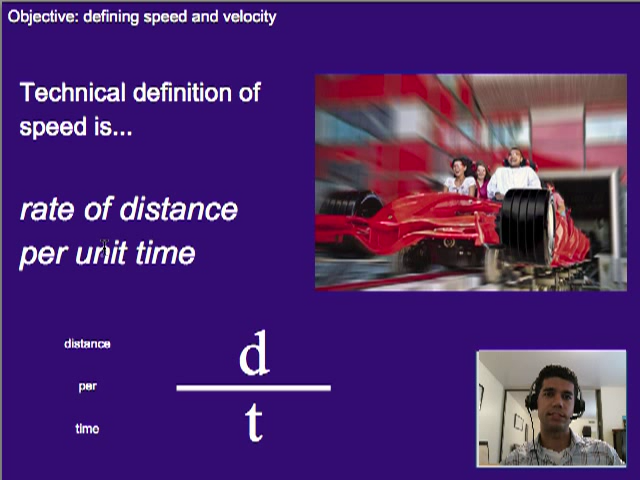 Objective: defining speed and velocity
Technical definition of
speed is...
rate of distance
per unit time
distance
per
time
d
t